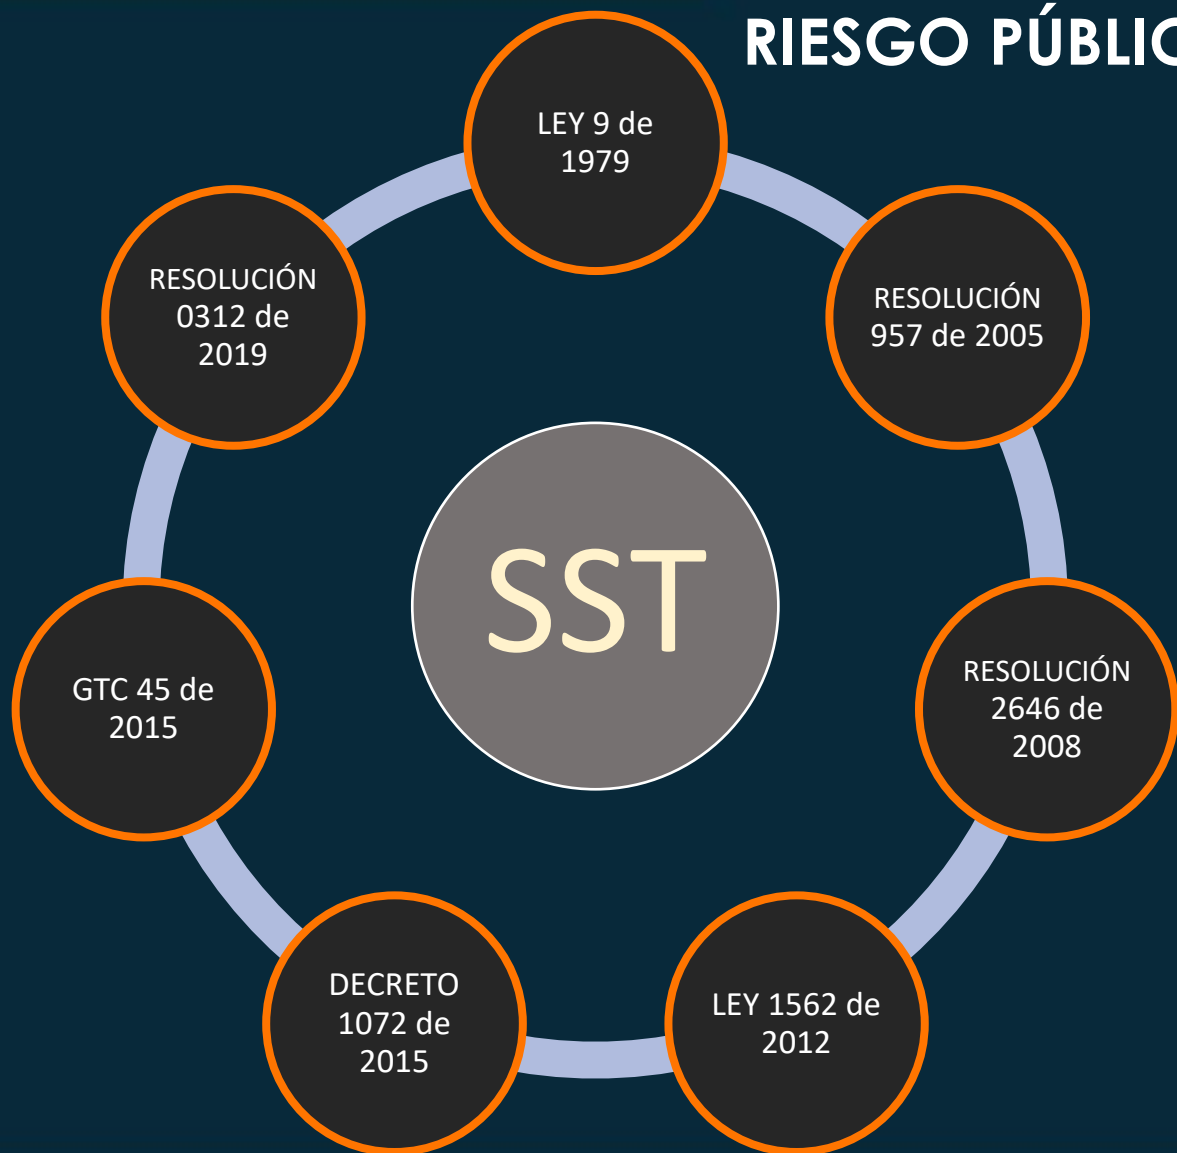 RIESGO PÚBLIC
LEY 9 de
1979
RESOLUCIÓN
957 de 2005
RESOLUCIÓN
2646 de
2008
LEY 1562 de
2012
DECRETO
1072 de
2015
GTC 45 de
2015
RESOLUCIÓN
0312 de
2019
SST